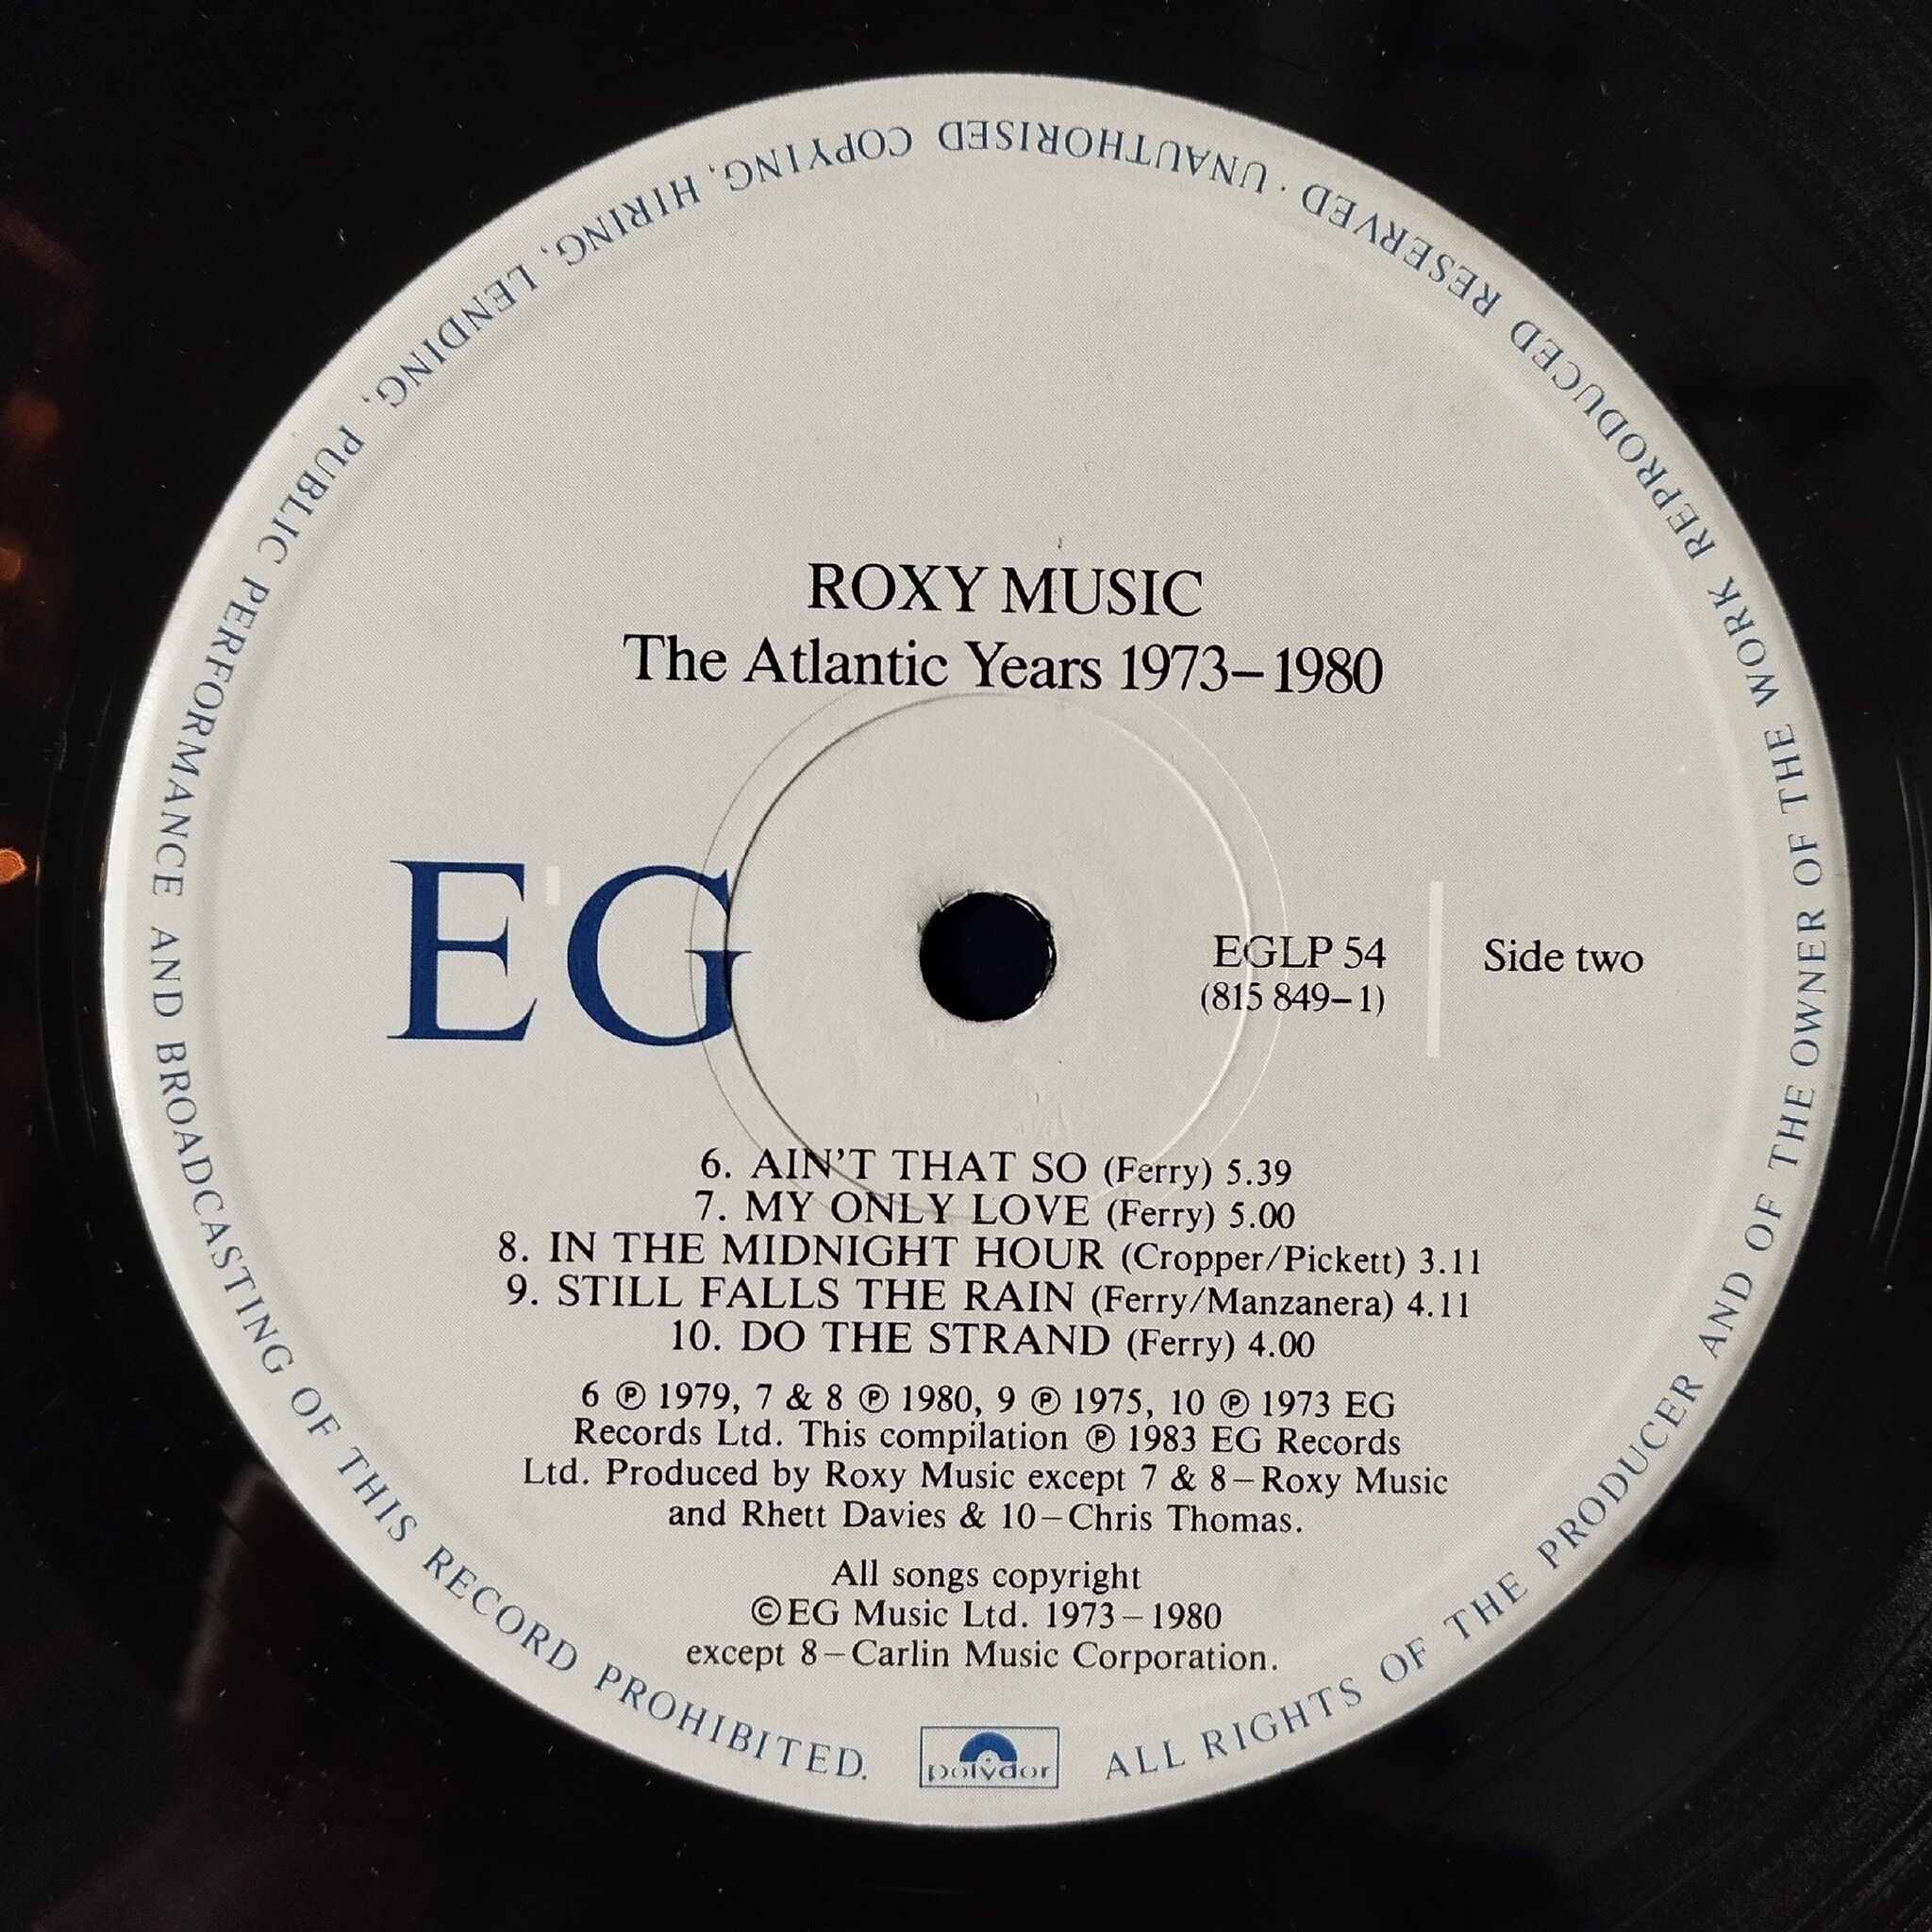 ROXY MUSIC
The Atlantic Years 1973–1980
EG
EGLP 54
(815 849–1)
Side two
6. AIN'T THAT SO (Ferry) 5.39
7. MY ONLY LOVE (Ferry) 5.00
8. IN THE MIDNIGHT HOUR (Cropper/Pickett) 3.11
9. STILL FALLS THE RAIN (Ferry/Manzanera) 4.11
10. DO THE STRAND (Ferry) 4.00
6 ℗ 1979, 7 & 8 ℗ 1980, 9 ℗ 1975, 10 ℗ 1973 EG
Records Ltd. This compilation ℗ 1983 EG Records
Ltd. Produced by Roxy Music except 7 & 8–Roxy Music
and Rhett Davies & 10–Chris Thomas.
All songs copyright
©EG Music Ltd. 1973–1980
except 8–Carlin Music Corporation.
polydor
ALL RIGHTS OF THE PRODUCER AND OF THE OWNER OF THE WORK REPRODUCED RESERVED · UNAUTHORISED COPYING, HIRING, LENDING, PUBLIC PERFORMANCE AND BROADCASTING OF THIS RECORD PROHIBITED.